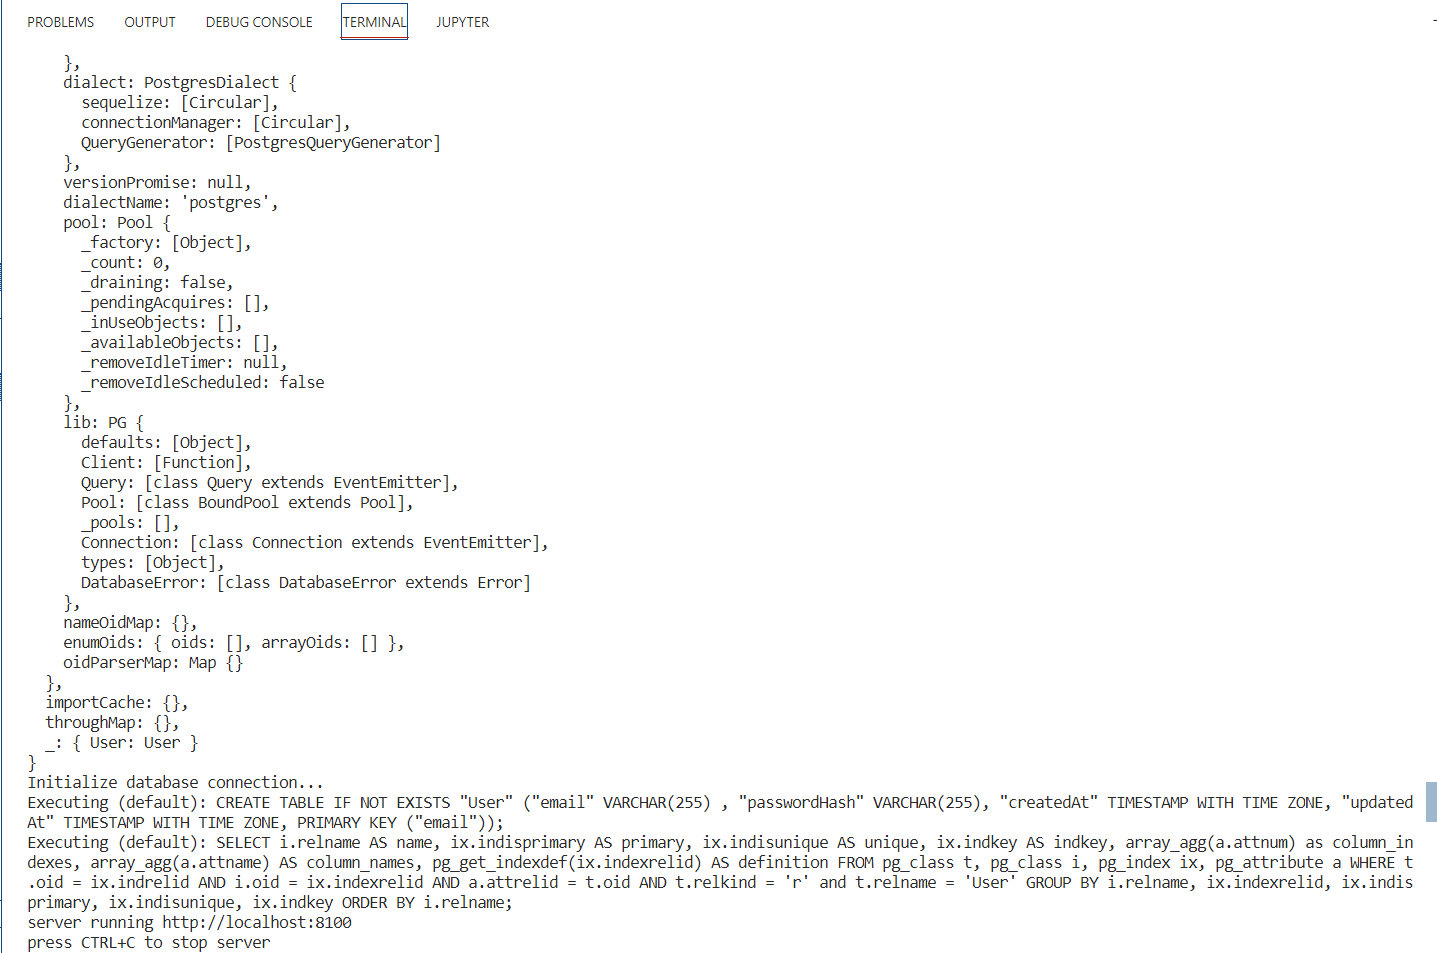 PROBLEMS OUTPUT DEBUG CONSOLE TERMINAL JUPYTER
    },
    dialect: PostgresDialect {
      sequelize: [Circular],
      connectionManager: [Circular],
      QueryGenerator: [PostgresQueryGenerator]
    },
    versionPromise: null,
    dialectName: 'postgres',
    pool: Pool {
      _factory: [Object],
      _count: 0,
      _draining: false,
      _pendingAcquires: [],
      _inUseObjects: [],
      _availableObjects: [],
      _removeIdleTimer: null,
      _removeIdleScheduled: false
    },
    lib: PG {
      defaults: [Object],
      Client: [Function],
      Query: [class Query extends EventEmitter],
      Pool: [class BoundPool extends Pool],
      _pools: [],
      Connection: [class Connection extends EventEmitter],
      types: [Object],
      DatabaseError: [class DatabaseError extends Error]
    },
    nameOidMap: {},
    enumOids: { oids: [], arrayOids: [] },
    oidParserMap: Map {}
  },
  importCache: {},
  throughMap: {},
  _: { User: User }
}
Initialize database connection...
Executing (default): CREATE TABLE IF NOT EXISTS "User" ("email" VARCHAR(255) , "passwordHash" VARCHAR(255), "createdAt" TIMESTAMP WITH TIME ZONE, "updated
At" TIMESTAMP WITH TIME ZONE, PRIMARY KEY ("email"));
Executing (default): SELECT i.relname AS name, ix.indisprimary AS primary, ix.indisunique AS unique, ix.indkey AS indkey, array_agg(a.attnum) as column_in
dexes, array_agg(a.attname) AS column_names, pg_get_indexdef(ix.indexrelid) AS definition FROM pg_class t, pg_class i, pg_index ix, pg_attribute a WHERE t
.oid = ix.indrelid AND i.oid = ix.indexrelid AND a.attrelid = t.oid AND t.relkind = 'r' and t.relname = 'User' GROUP BY i.relname, ix.indexrelid, ix.indis
primary, ix.indisunique, ix.indkey ORDER BY i.relname;
server running http://localhost:8100
press CTRL+C to stop server